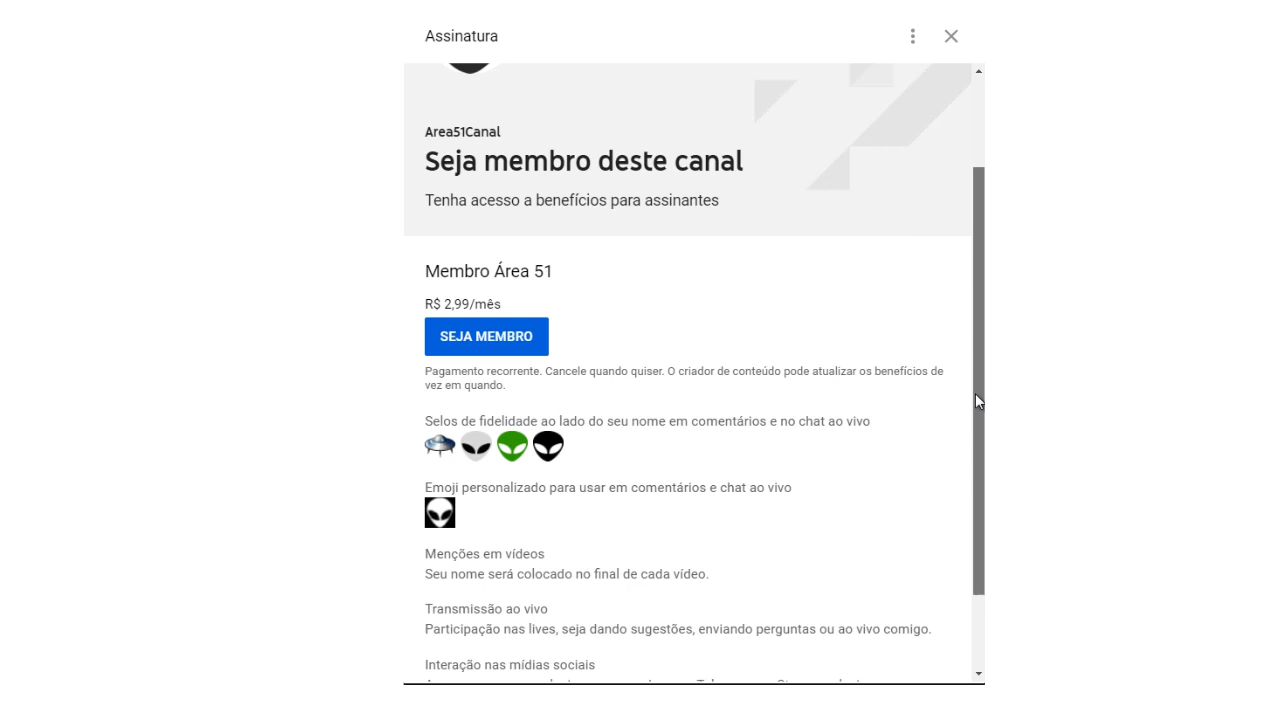 Assinatura
Area51Canal
Seja membro deste canal
Tenha acesso a benefícios para assinantes
Membro Área 51
R$ 2,99/mês
SEJA MEMBRO
Pagamento recorrente. Cancele quando quiser. O criador de conteúdo pode atualizar os benefícios de
vez em quando.
Selos de fidelidade ao lado do seu nome em comentários e no chat ao vivo
Emoji personalizado para usar em comentários e chat ao vivo
Menções em vídeos
Seu nome será colocado no final de cada vídeo.
Transmissão ao vivo
Participação nas lives, seja dando sugestões, enviando perguntas ou ao vivo comigo.
Interação nas mídias sociais